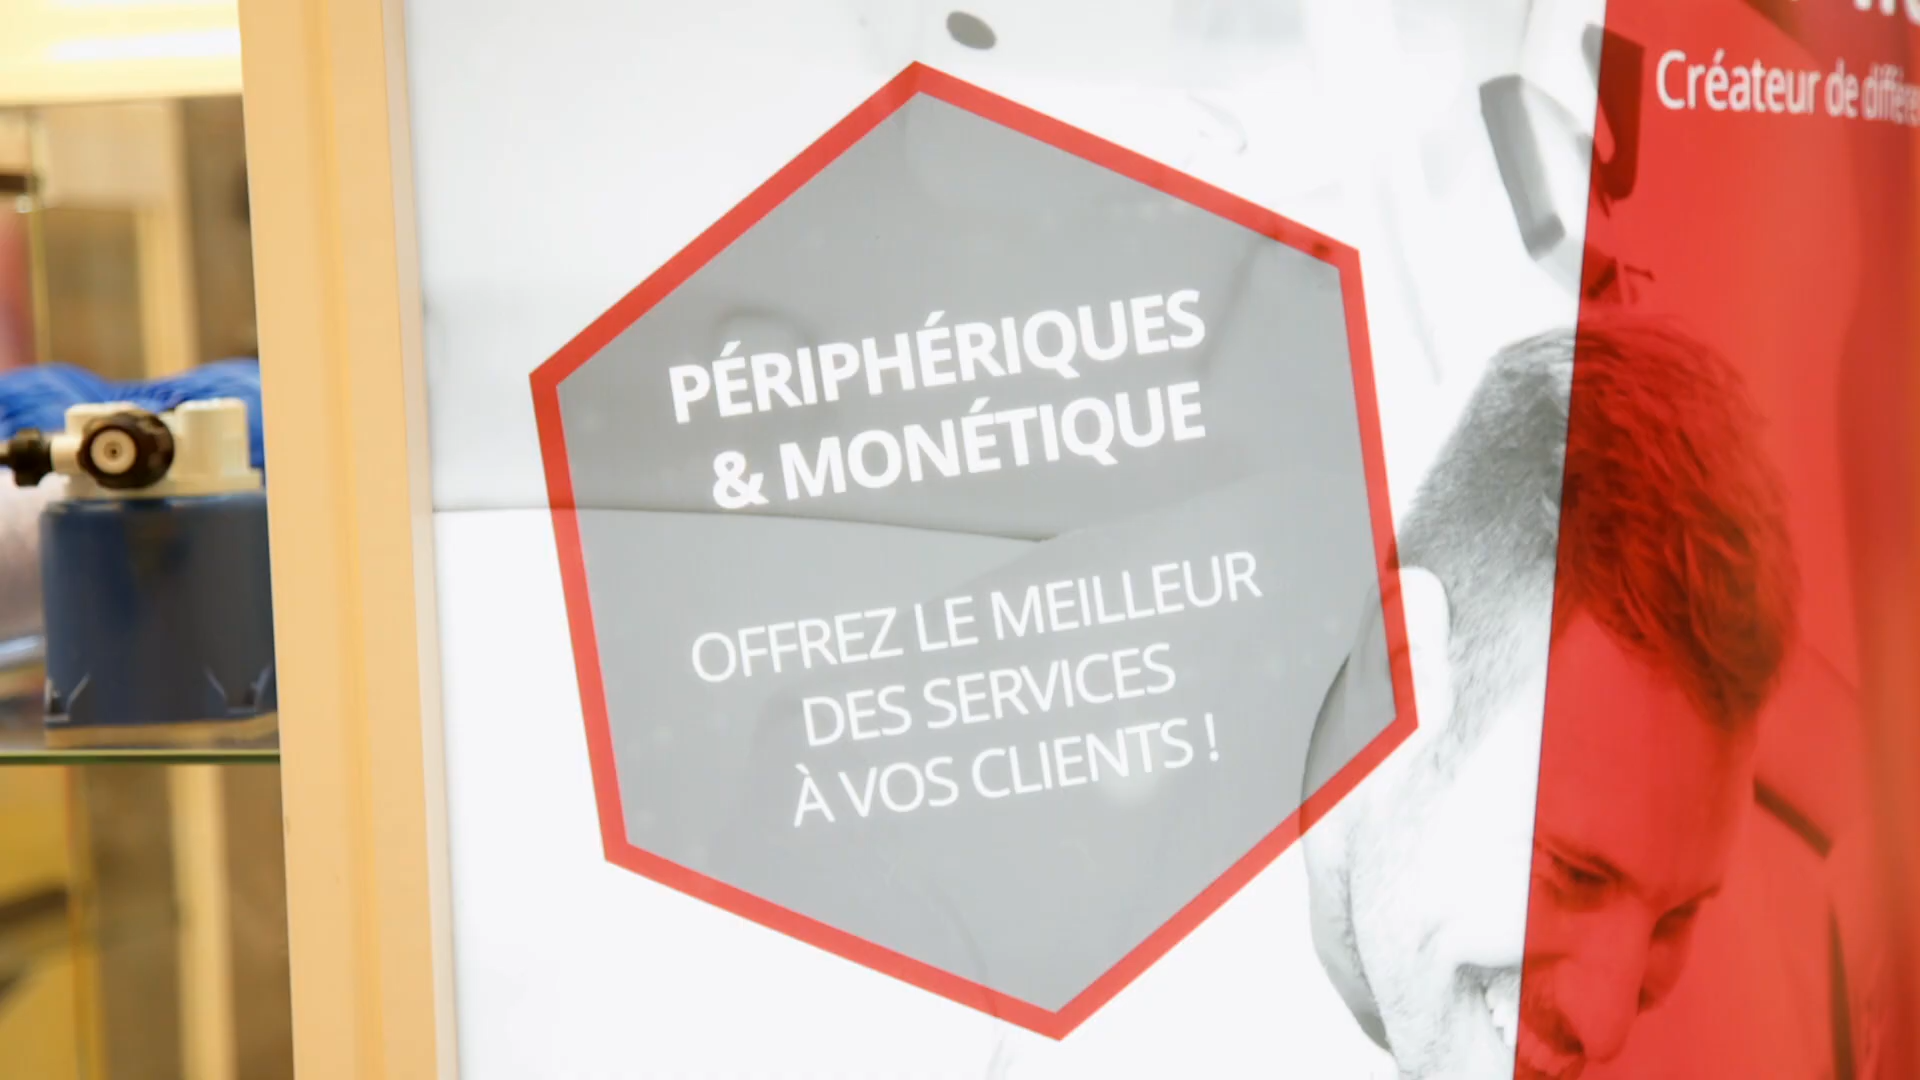 PÉRIPHÉRIQUES
& MONÉTIQUE
OFFREZ LE MEILLEUR
DES SERVICES
À VOS CLIENTS !
Créateur de